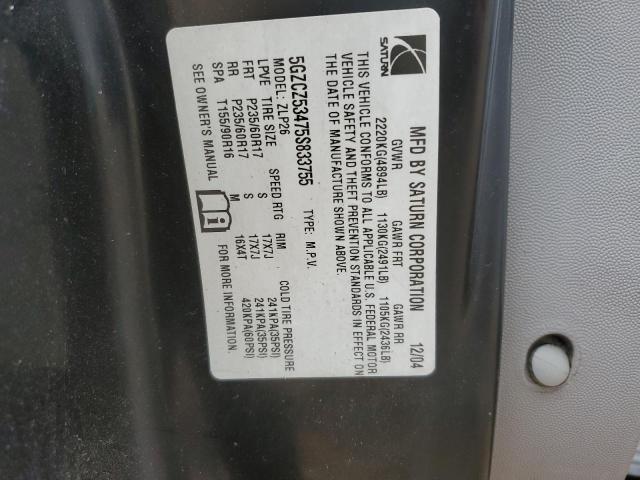 SATURN
MFD BY SATURN CORPORATION 12/04
GVWR GAWR FRT GAWR RR
2220KG(4894LB) 1130KG(2491LB) 1105KG(2436LB)
THIS VEHICLE CONFORMS TO ALL APPLICABLE U.S. FEDERAL MOTOR
VEHICLE SAFETY AND THEFT PREVENTION STANDARDS IN EFFECT ON
THE DATE OF MANUFACTURE SHOWN ABOVE.
5GZCZ53475S833755 TYPE: M.P.V.
MODEL: ZLP26
LPVE TIRE SIZE SPEED RTG RIM COLD TIRE PRESSURE
FRT P235/60R17 S 17X7J 241KPA(35PSI)
RR P235/60R17 S 17X7J 241KPA(35PSI)
SPA T155/90R16 M 16X4T 420KPA(60PSI)
SEE OWNER'S MANUAL FOR MORE INFORMATION.